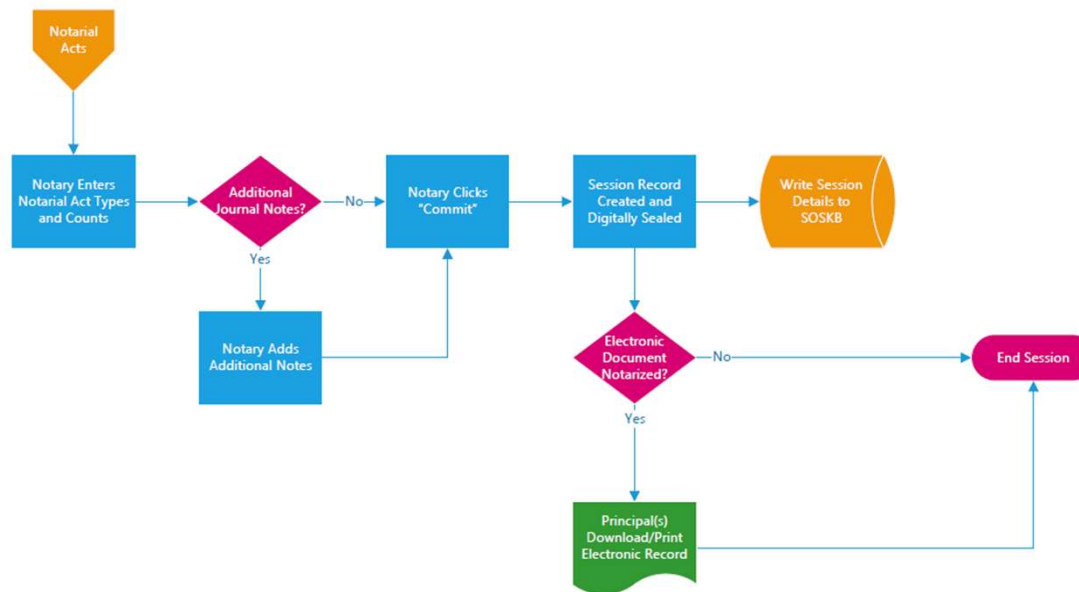 Notarial
Acts
Notary Enters
Notarial Act Types
and Counts
Additional
Journal Notes?
No
Notary Clicks
"Commit"
Session Record
Created and
Digitally Sealed
Write Session
Details to
SOSKB
Yes
Notary Adds
Additional Notes
Electronic
Document
Notarized?
No
End Session
Yes
Principal(s)
Download/Print
Electronic Record